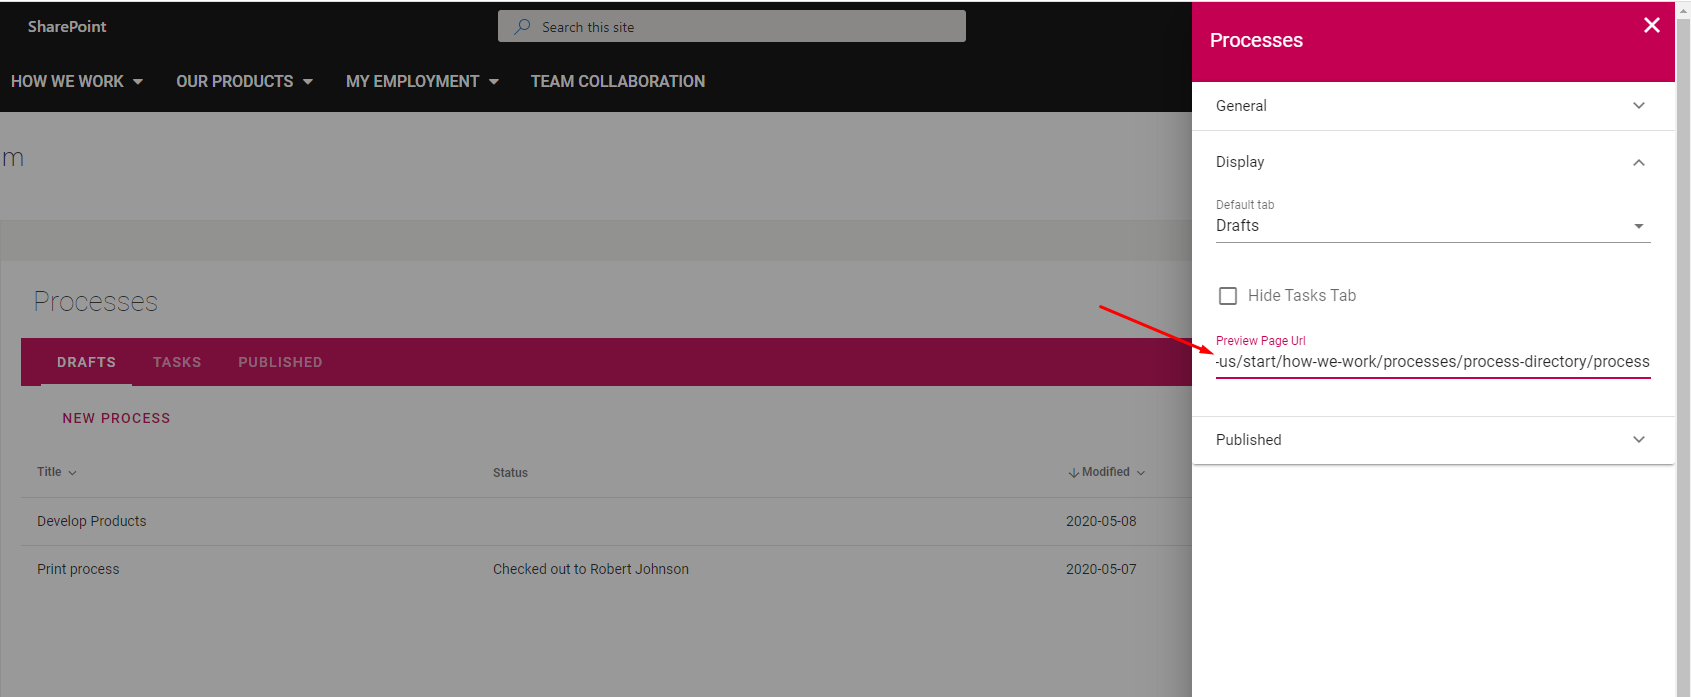 SharePoint
Search this site
HOW WE WORK OUR PRODUCTS MY EMPLOYMENT TEAM COLLABORATION
m
Processes
DRAFTS TASKS PUBLISHED
NEW PROCESS
Title Status Modified
Develop Products 2020-05-08
Print process Checked out to Robert Johnson 2020-05-07
Processes
General
Display
Default tab
Drafts
Hide Tasks Tab
Preview Page Url
-us/start/how-we-work/processes/process-directory/process
Published